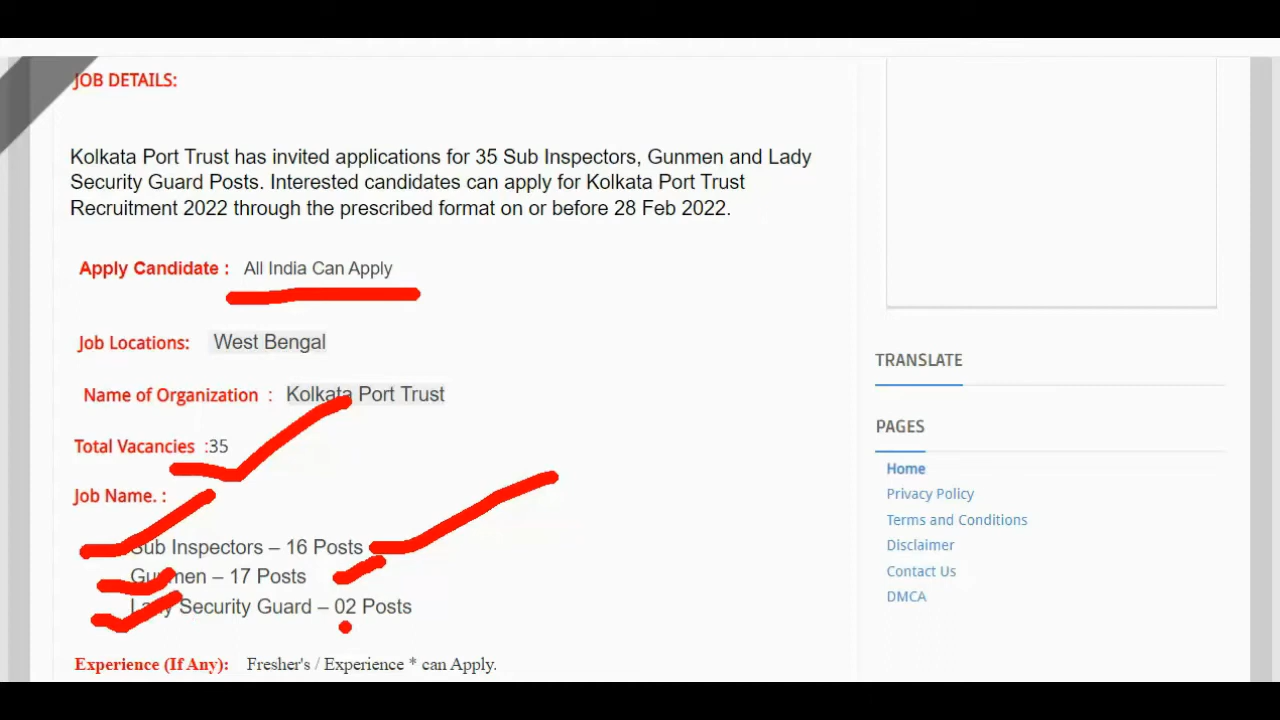 JOB DETAILS:
Kolkata Port Trust has invited applications for 35 Sub Inspectors, Gunmen and Lady
Security Guard Posts. Interested candidates can apply for Kolkata Port Trust
Recruitment 2022 through the prescribed format on or before 28 Feb 2022.
Apply Candidate : All India Can Apply
Job Locations: West Bengal
Name of Organization : Kolkata Port Trust
Total Vacancies :35
Job Name. :
Sub Inspectors – 16 Posts
Gunmen – 17 Posts
Lady Security Guard – 02 Posts
Experience (If Any): Fresher's / Experience * can Apply.
TRANSLATE
PAGES
Home
Privacy Policy
Terms and Conditions
Disclaimer
Contact Us
DMCA